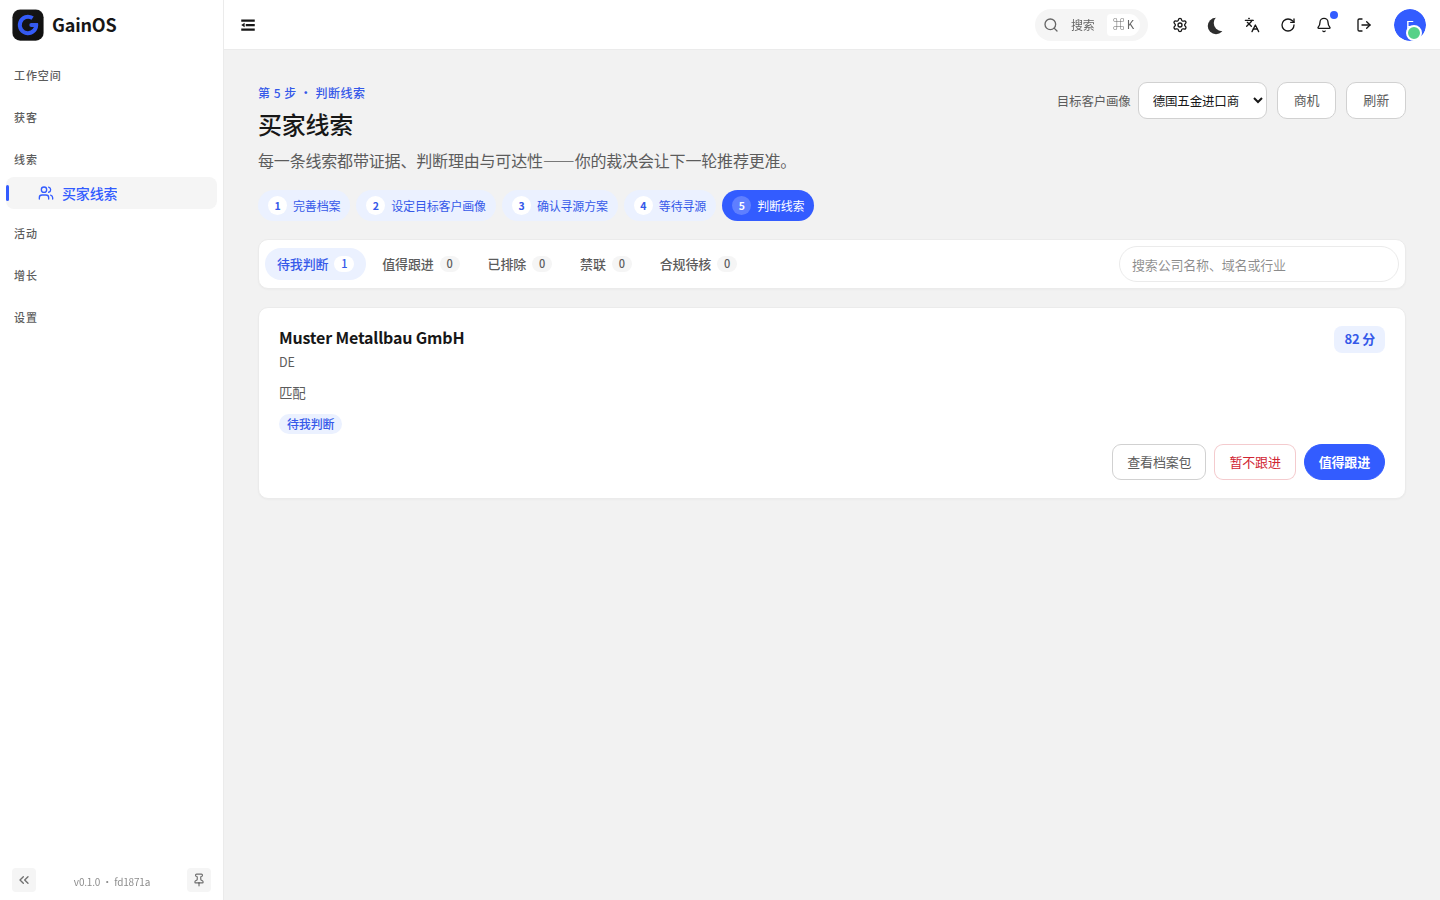 GainOS
搜索
⌘ K
工作空间
获客
线索
买家线索
活动
增长
设置
第 5 步 · 判断线索
买家线索
每一条线索都带证据、判断理由与可达性——你的裁决会让下一轮推荐更准。
目标客户画像 德国五金进口商 商机 刷新
1 完善档案 2 设定目标客户画像 3 确认寻源方案 4 等待寻源 5 判断线索
待我判断 1 值得跟进 0 已排除 0 禁联 0 合规待核 0
搜索公司名称、域名或行业
Muster Metallbau GmbH
82 分
DE
匹配
待我判断
查看档案包 暂不跟进 值得跟进
v0.1.0 · fd1871a